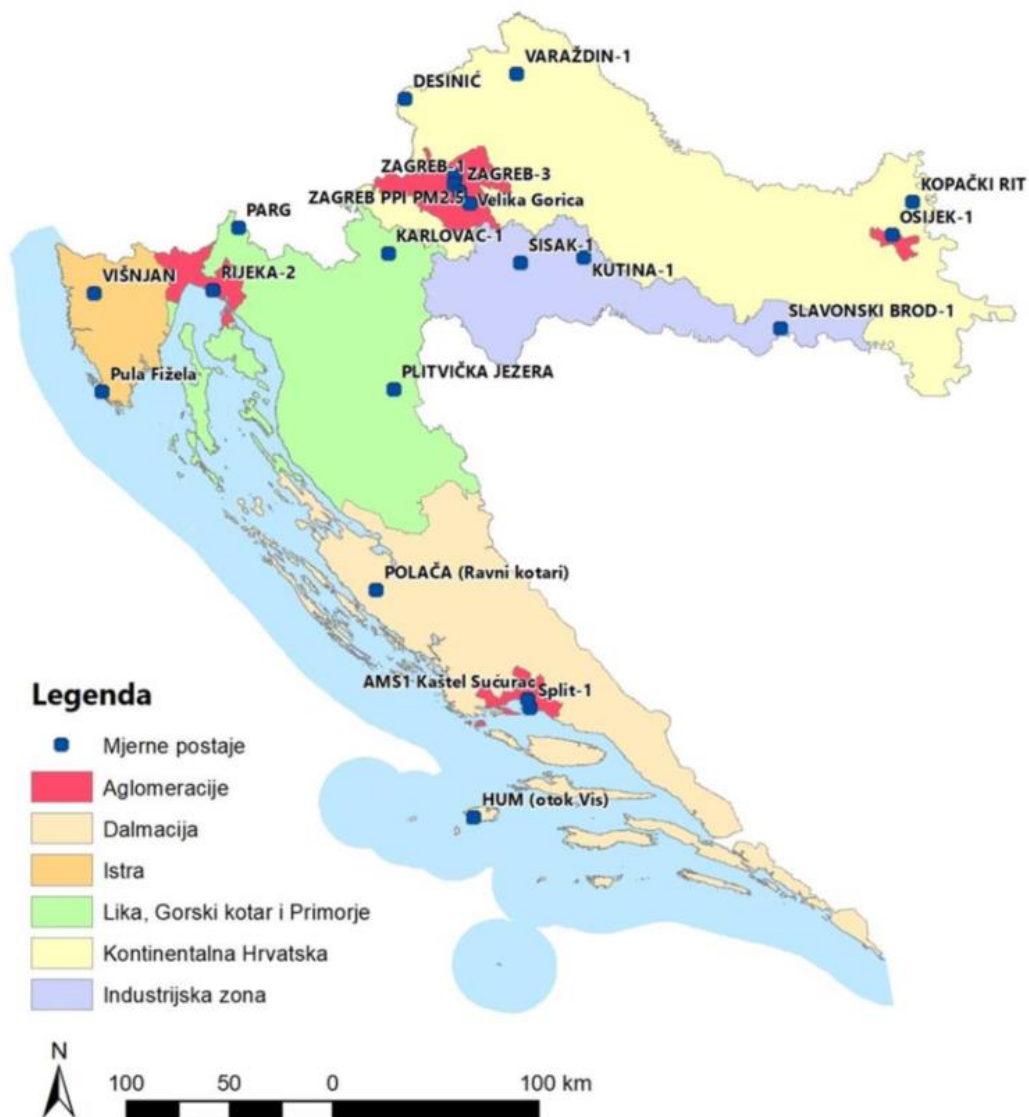 VARAŽDIN-1
DESINIĆ
ZAGREB-1
ZAGREB-3
ZAGREB PPI PM2.5
Velika Gorica
KOPAČKI RIT
OSIJEK-1
PARG
KARLOVAC-1
SISAK-1
KUTINA-1
VIŠNJAN
RIJEKA-2
SLAVONSKI BROD-1
Pula Fižela
PLITVIČKA JEZERA
POLAČA (Ravni kotari)
AMS1 Kaštel Sućurac
Split-1
HUM (otok Vis)
Legenda
Mjerne postaje
Aglomeracije
Dalmacija
Istra
Lika, Gorski kotar i Primorje
Kontinentalna Hrvatska
Industrijska zona
N
100 50 0 100 km